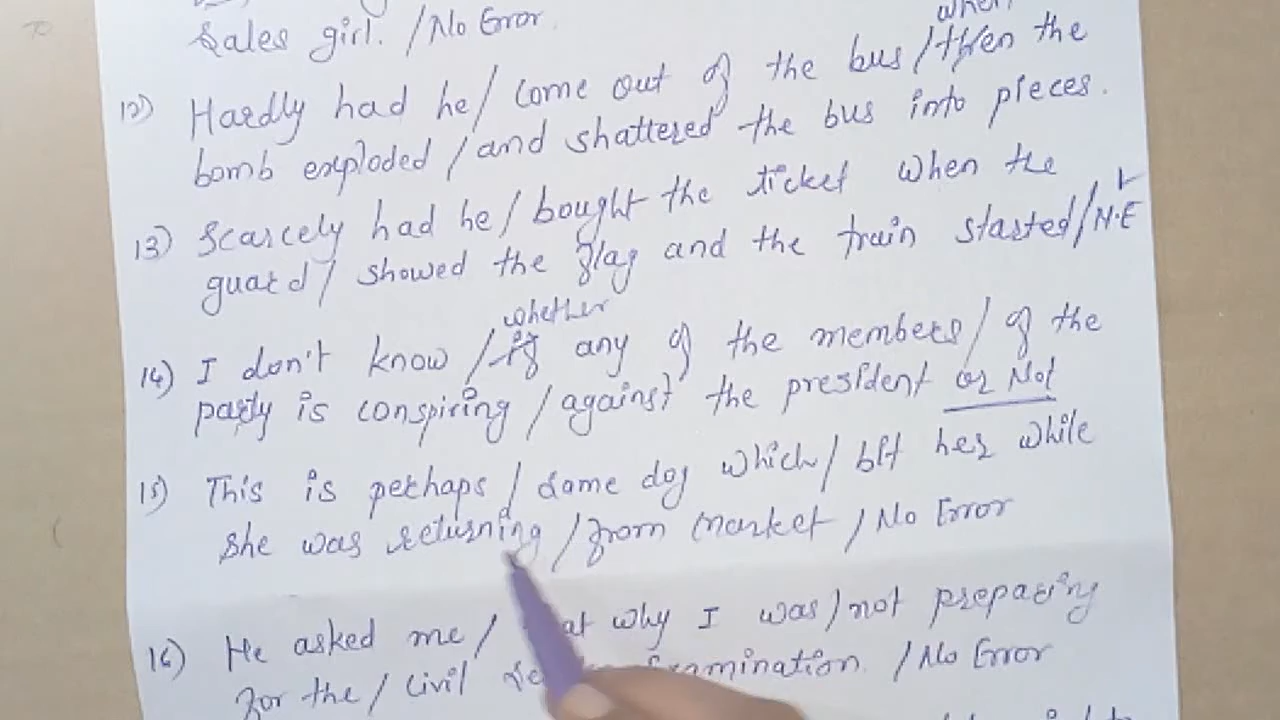 Sales girl. /No Error
when
12) Hardly had he/ come out of the bus/then the
bomb exploded /and shattered the bus into pieces.
13) Scarcely had he/ bought the ticket when the
guard/ showed the flag and the train started/N.E
whether
14) I don't know /if any of the members/ of the
party is conspiring /against the president or Not
15) This is perhaps / Same dog which/ bit her while
She was returning /from market /No Error
16) He asked me/ why I was/not preparing
for the/ Civil examination. /No Error